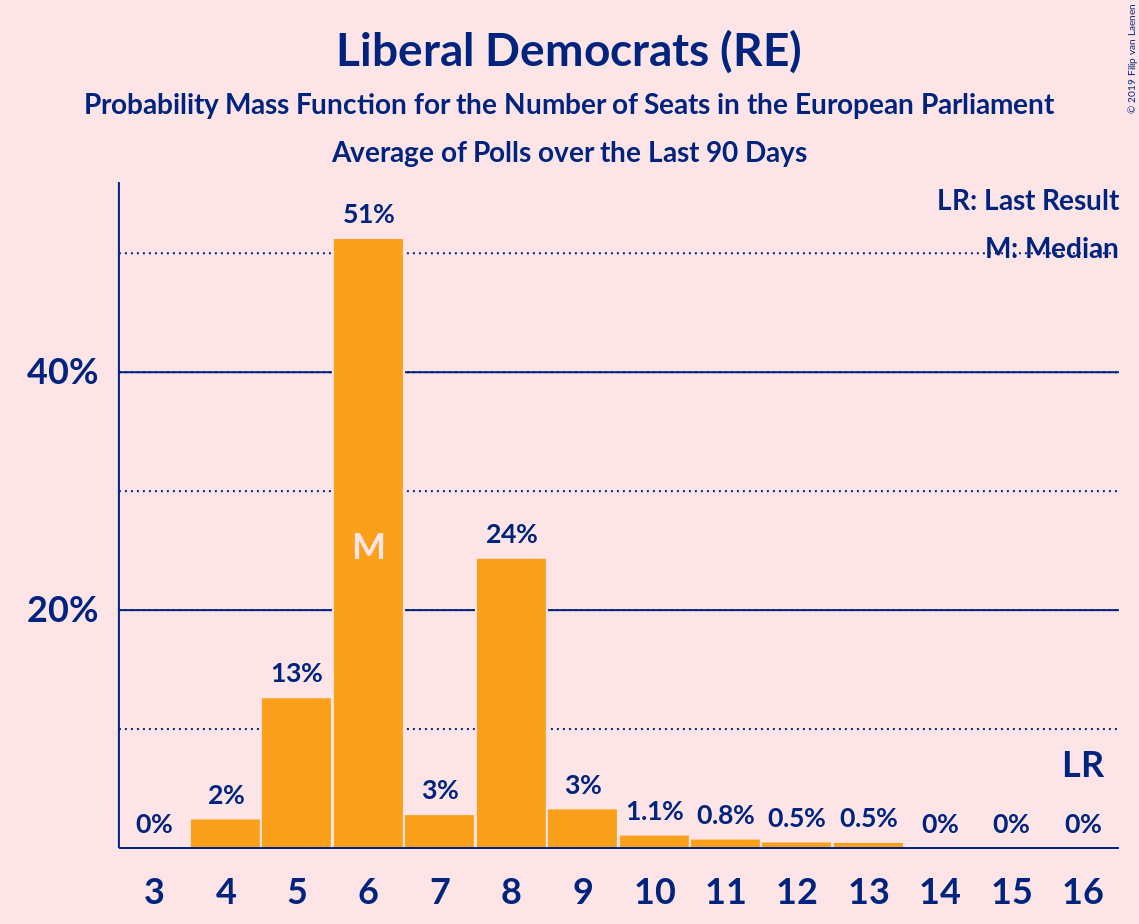 Liberal Democrats (RE)
Probability Mass Function for the Number of Seats in the European Parliament
Average of Polls over the Last 90 Days
© 2019 Filip van Laenen
LR: Last Result
M: Median
40%
20%
0%
2%
13%
51%
M
3%
24%
3%
1.1%
0.8%
0.5%
0.5%
0%
0%
0%
LR
3 4 5 6 7 8 9 10 11 12 13 14 15 16